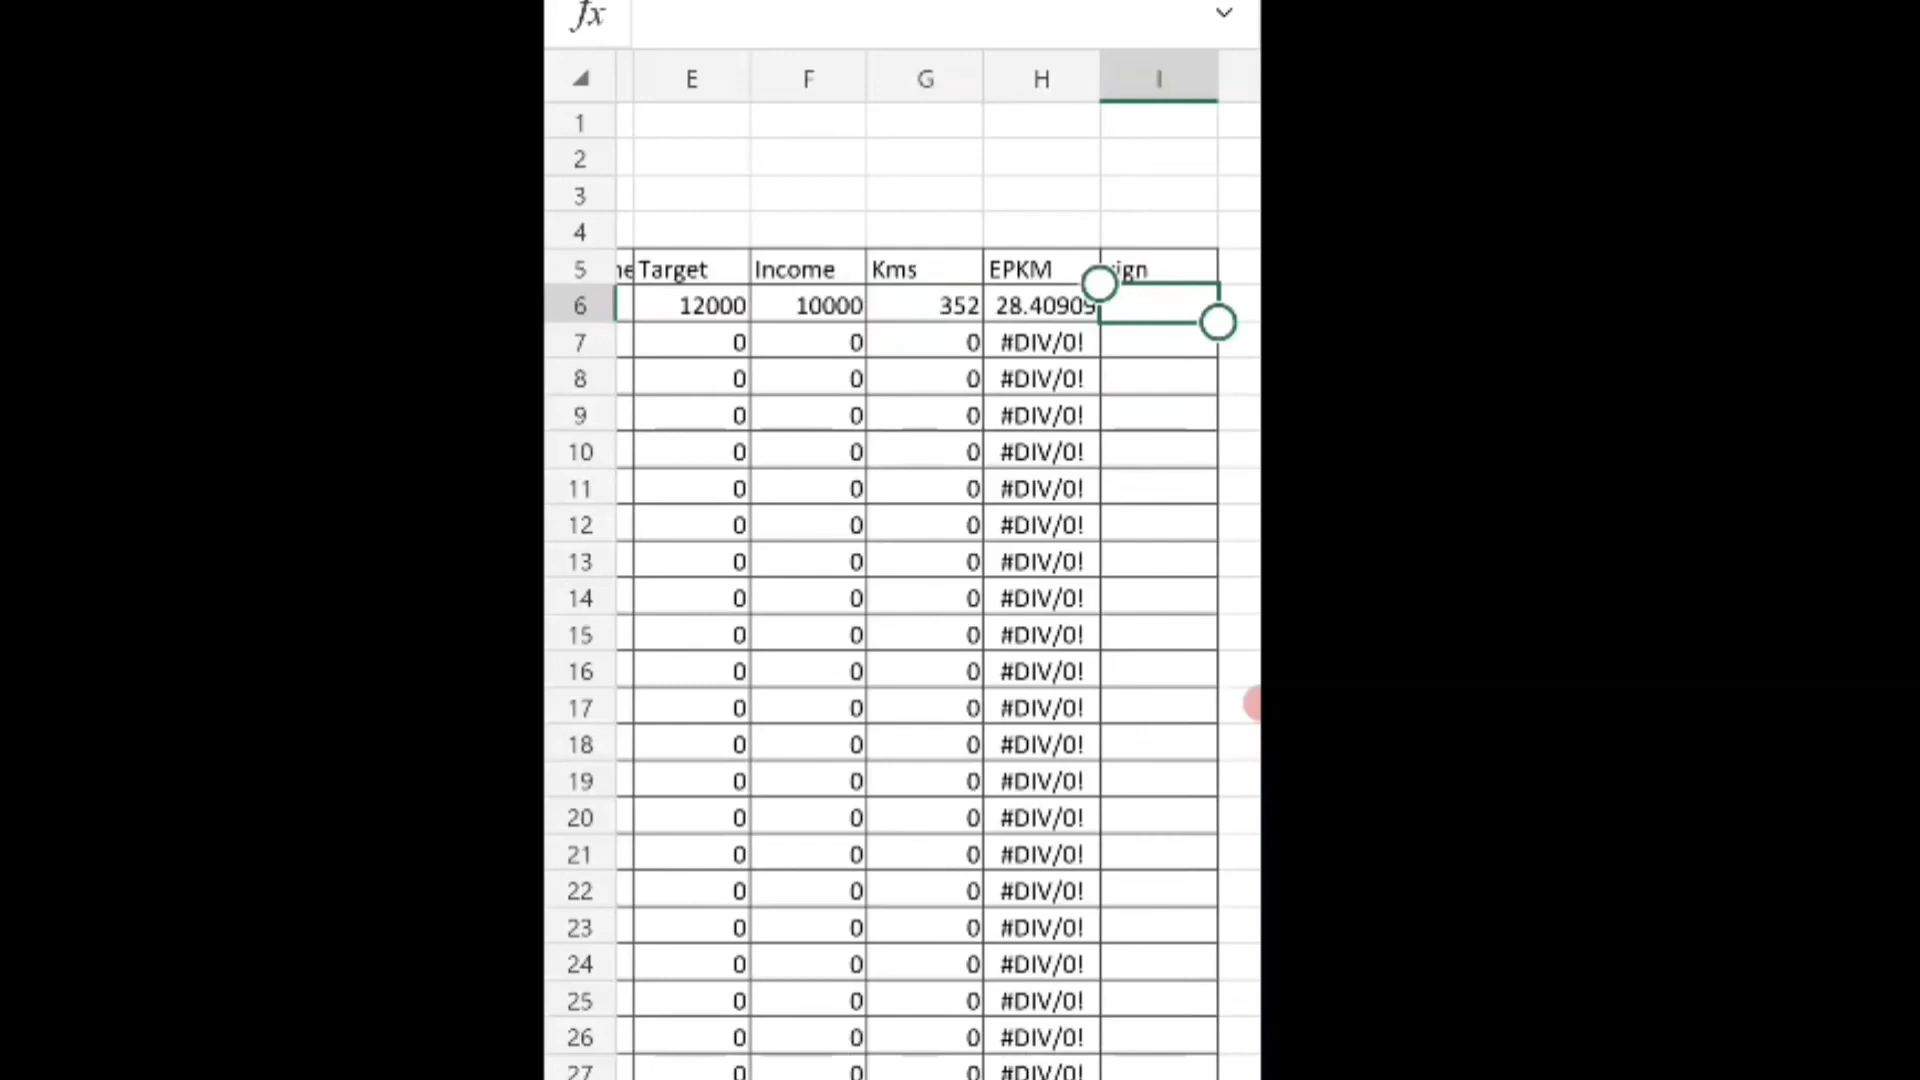 fx
E F G H I
1
2
3
4
5 Target Income Kms EPKM
6 12000 10000 352 28.40909
7 0 0 0 #DIV/0!
8 0 0 0 #DIV/0!
9 0 0 0 #DIV/0!
10 0 0 0 #DIV/0!
11 0 0 0 #DIV/0!
12 0 0 0 #DIV/0!
13 0 0 0 #DIV/0!
14 0 0 0 #DIV/0!
15 0 0 0 #DIV/0!
16 0 0 0 #DIV/0!
17 0 0 0 #DIV/0!
18 0 0 0 #DIV/0!
19 0 0 0 #DIV/0!
20 0 0 0 #DIV/0!
21 0 0 0 #DIV/0!
22 0 0 0 #DIV/0!
23 0 0 0 #DIV/0!
24 0 0 0 #DIV/0!
25 0 0 0 #DIV/0!
26 0 0 0 #DIV/0!
27 0 0 0 #DIV/0!